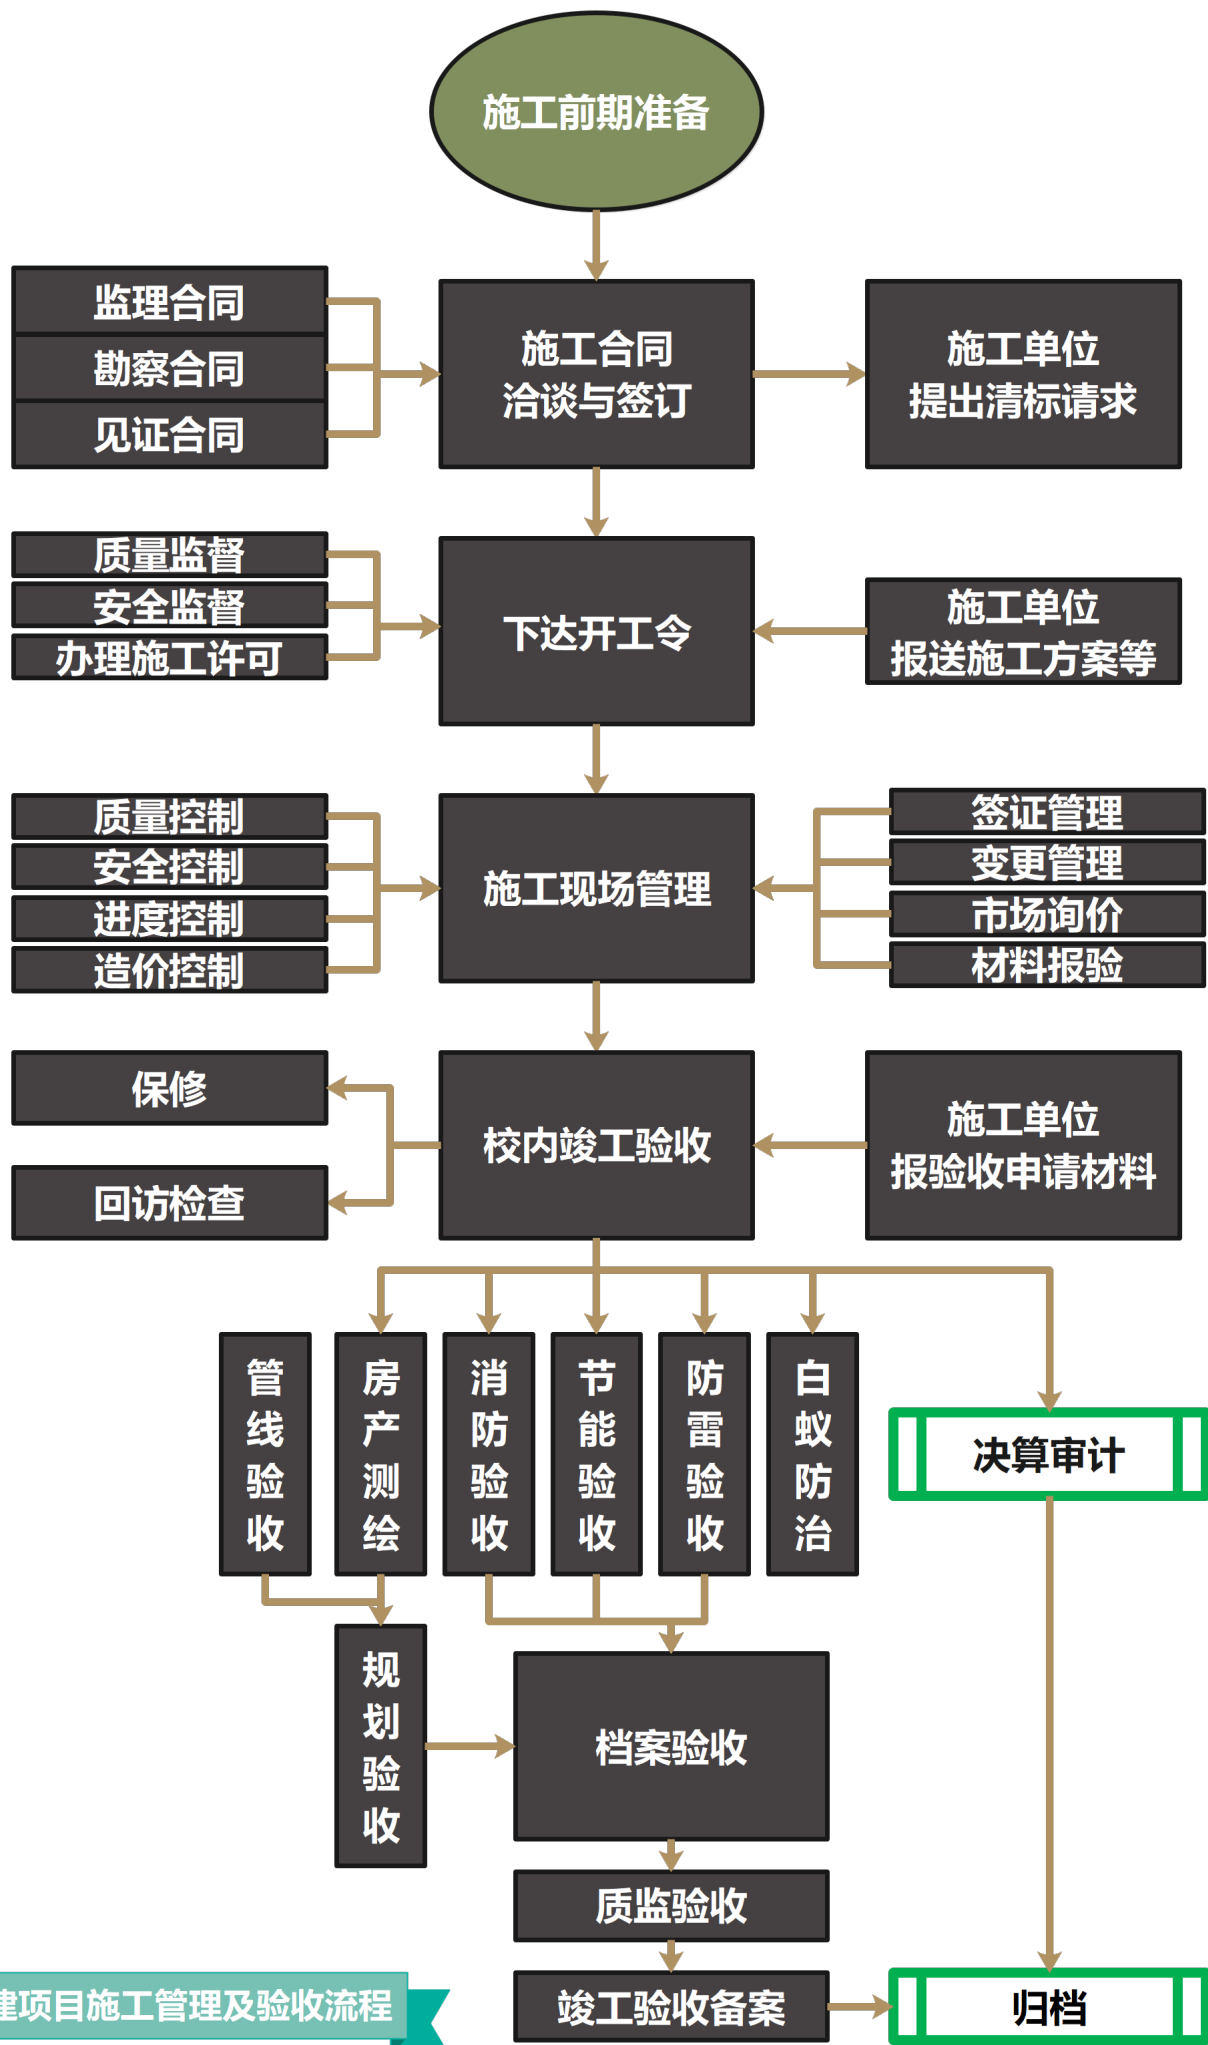 施工前期准备
监理合同
勘察合同
见证合同
施工合同
洽谈与签订
施工单位
提出清标请求
质量监督
安全监督
办理施工许可
下达开工令
施工单位
报送施工方案等
质量控制
安全控制
进度控制
造价控制
施工现场管理
签证管理
变更管理
市场询价
材料报验
保修
回访检查
校内竣工验收
施工单位
报验收申请材料
管线验收
房产测绘
消防验收
节能验收
防雷验收
白蚁防治
决算审计
规划验收
档案验收
质监验收
竣工验收备案
归档
建项目施工管理及验收流程